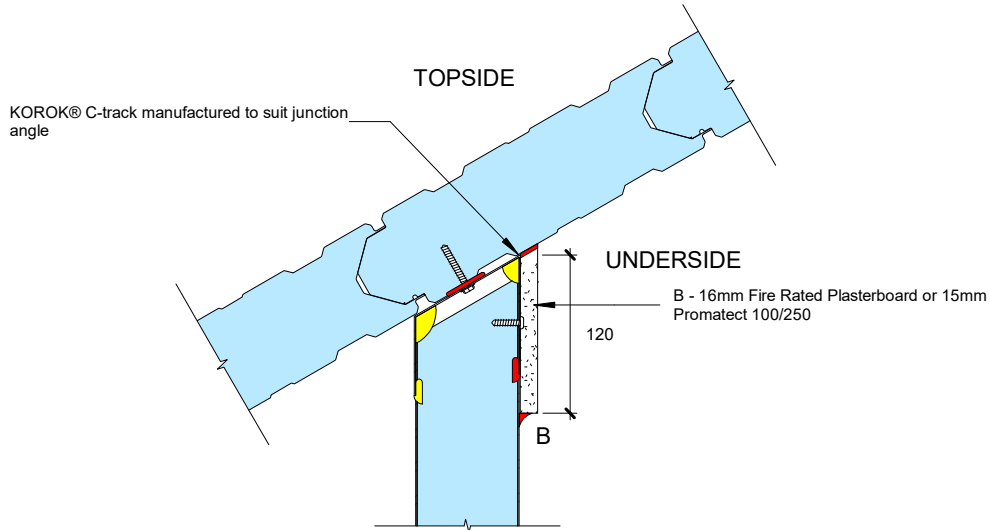 TOPSIDE
KOROK® C-track manufactured to suit junction
angle
UNDERSIDE
B - 16mm Fire Rated Plasterboard or 15mm
Promatect 100/250
120
B